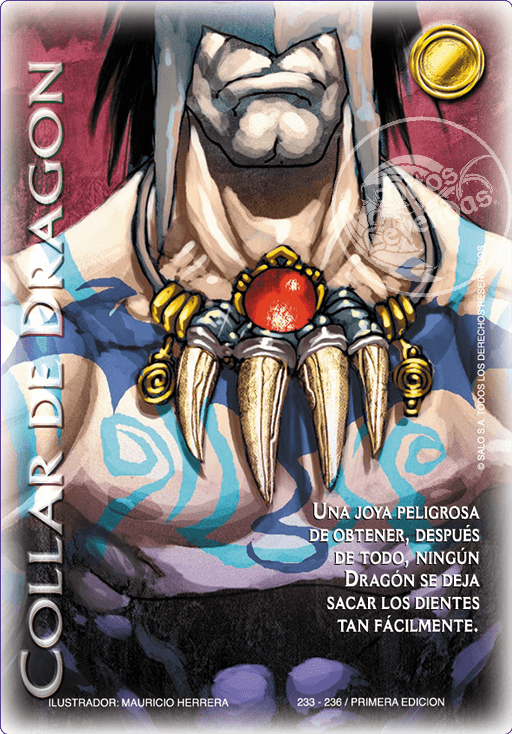 COLLAR DE DRAGON
UNA JOYA PELIGROSA
DE OBTENER, DESPUÉS
DE TODO, NINGÚN
DRAGÓN SE DEJA
SACAR LOS DIENTES
TAN FÁCILMENTE.
© SALO S.A. TODOS LOS DERECHOS RESERVADOS
ILUSTRADOR: MAURICIO HERRERA
233 - 236 / PRIMERA EDICION